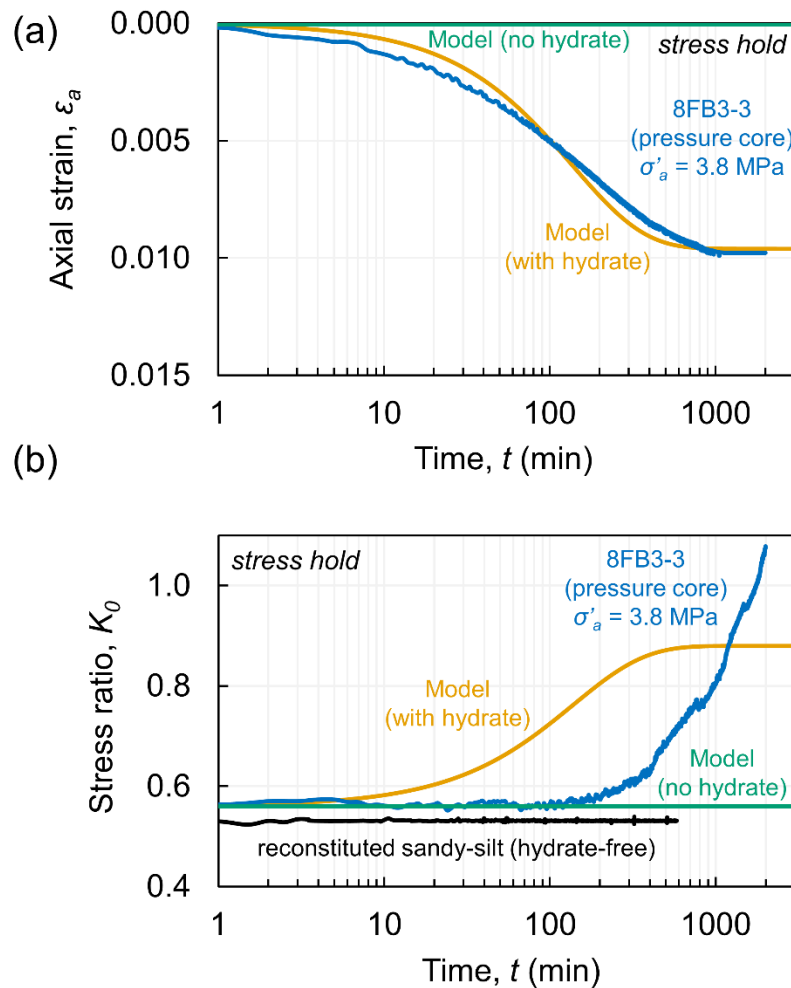 (a)
0.000
0.005
0.010
0.015
Axial strain, εa
Model (no hydrate)
stress hold
8FB3-3
(pressure core)
σ'a = 3.8 MPa
Model
(with hydrate)
1
10
100
1000
Time, t (min)
(b)
1.0
0.8
0.6
0.4
Stress ratio, K0
stress hold
8FB3-3
(pressure core)
σ'a = 3.8 MPa
Model
(with hydrate)
Model
(no hydrate)
reconstituted sandy-silt (hydrate-free)
1
10
100
1000
Time, t (min)